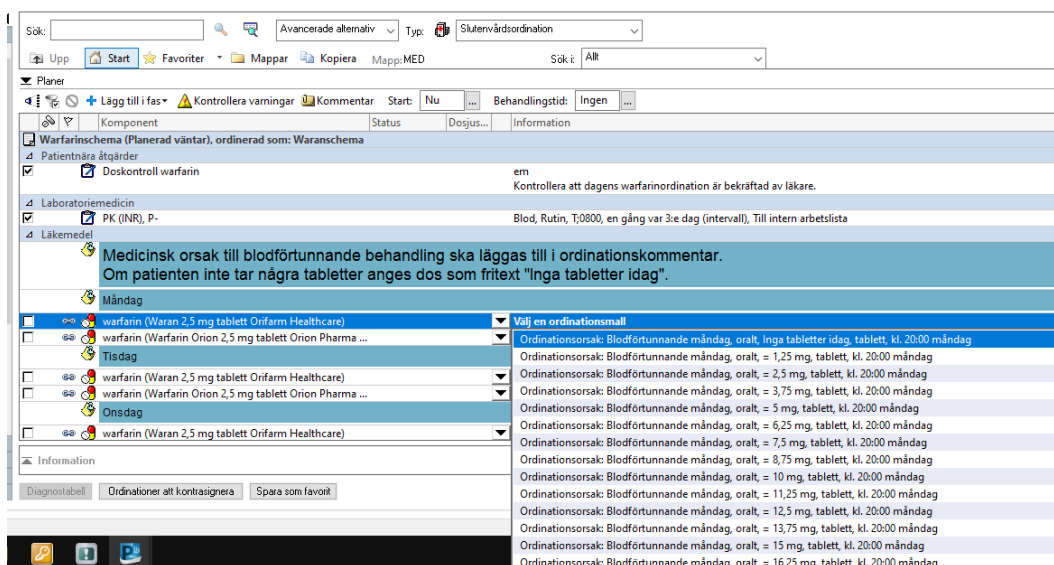 Sök: Avancerade alternativ Typ: Slutenvårdsordination
Upp Start Favoriter Mappar Kopiera Mapp: MED Sök i: Allt
Planer
Lägg till i fas Kontrollera varningar Kommentar Start: Nu ... Behandlingstid: Ingen ...
Komponent Status Dosjus... Information
Warfarinschema (Planerad väntar), ordinerad som: Waranschema
Patientnära åtgärder
Doskontroll warfarin em
Kontrollera att dagens warfarinordination är bekräftad av läkare.
Laboratoriemedicin
PK (INR), P- Blod, Rutin, T;0800, en gång var 3:e dag (intervall), Till intern arbetslista
Läkemedel
Medicinsk orsak till blodförtunnande behandling ska läggas till i ordinationskommentar.
Om patienten inte tar några tabletter anges dos som fritext "Inga tabletter idag".
Måndag
warfarin (Waran 2,5 mg tablett Orifarm Healthcare) Välj en ordinationsmall
warfarin (Warfarin Orion 2,5 mg tablett Orion Pharma ... Ordinationsorsak: Blodförtunnande måndag, oralt, Inga tabletter idag, tablett, kl. 20:00 måndag
Tisdag Ordinationsorsak: Blodförtunnande måndag, oralt, = 1,25 mg, tablett, kl. 20:00 måndag
warfarin (Waran 2,5 mg tablett Orifarm Healthcare) Ordinationsorsak: Blodförtunnande måndag, oralt, = 2,5 mg, tablett, kl. 20:00 måndag
warfarin (Warfarin Orion 2,5 mg tablett Orion Pharma ... Ordinationsorsak: Blodförtunnande måndag, oralt, = 3,75 mg, tablett, kl. 20:00 måndag
Onsdag Ordinationsorsak: Blodförtunnande måndag, oralt, = 5 mg, tablett, kl. 20:00 måndag
warfarin (Waran 2,5 mg tablett Orifarm Healthcare) Ordinationsorsak: Blodförtunnande måndag, oralt, = 6,25 mg, tablett, kl. 20:00 måndag
Ordinationsorsak: Blodförtunnande måndag, oralt, = 7,5 mg, tablett, kl. 20:00 måndag
Information Ordinationsorsak: Blodförtunnande måndag, oralt, = 8,75 mg, tablett, kl. 20:00 måndag
Ordinationsorsak: Blodförtunnande måndag, oralt, = 10 mg, tablett, kl. 20:00 måndag
Diagnostabell Ordinationer att kontrasignera Spara som favorit Ordinationsorsak: Blodförtunnande måndag, oralt, = 11,25 mg, tablett, kl. 20:00 måndag
Ordinationsorsak: Blodförtunnande måndag, oralt, = 12,5 mg, tablett, kl. 20:00 måndag
Ordinationsorsak: Blodförtunnande måndag, oralt, = 13,75 mg, tablett, kl. 20:00 måndag
Ordinationsorsak: Blodförtunnande måndag, oralt, = 15 mg, tablett, kl. 20:00 måndag
Ordinationsorsak: Blodförtunnande måndag, oralt, = 16,25 mg, tablett, kl. 20:00 måndag